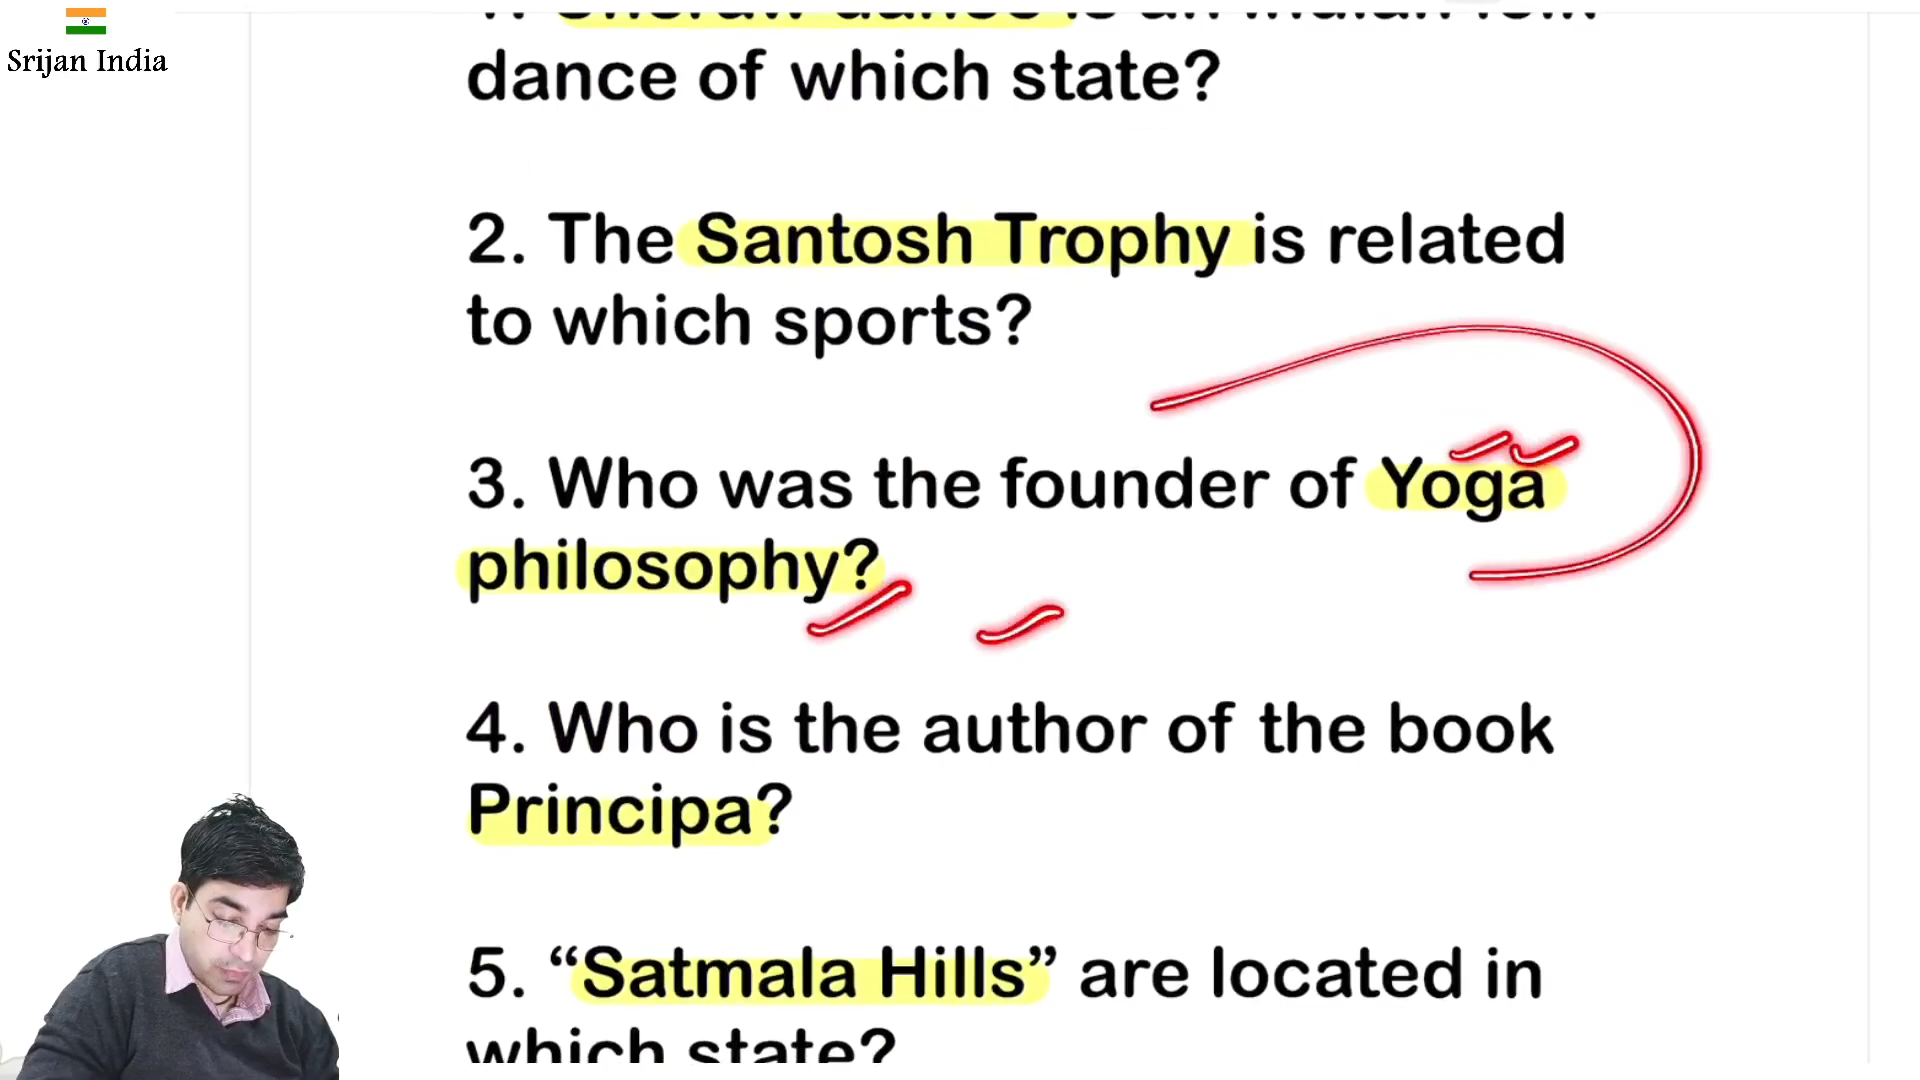 Srijan India
dance of which state?
2. The Santosh Trophy is related
to which sports?
3. Who was the founder of Yoga
philosophy?
4. Who is the author of the book
Principa?
5. “Satmala Hills” are located in
which state?